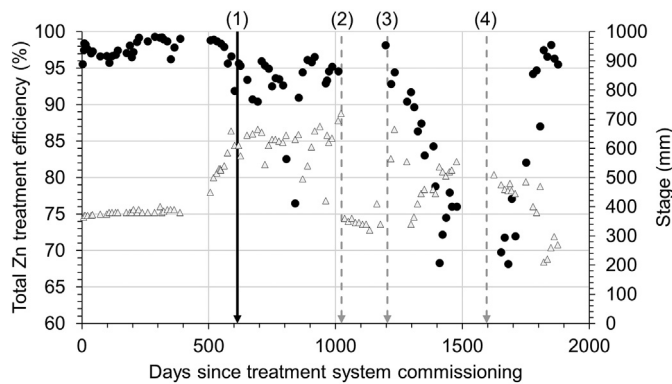 (1) (2) (3) (4)
100 1000
95 900
90 800
85 700
80 600
75 500
70 400
65 300
60 200
100
0
0 500 1000 1500 2000
Total Zn treatment efficiency (%)
Stage (mm)
Days since treatment system commissioning